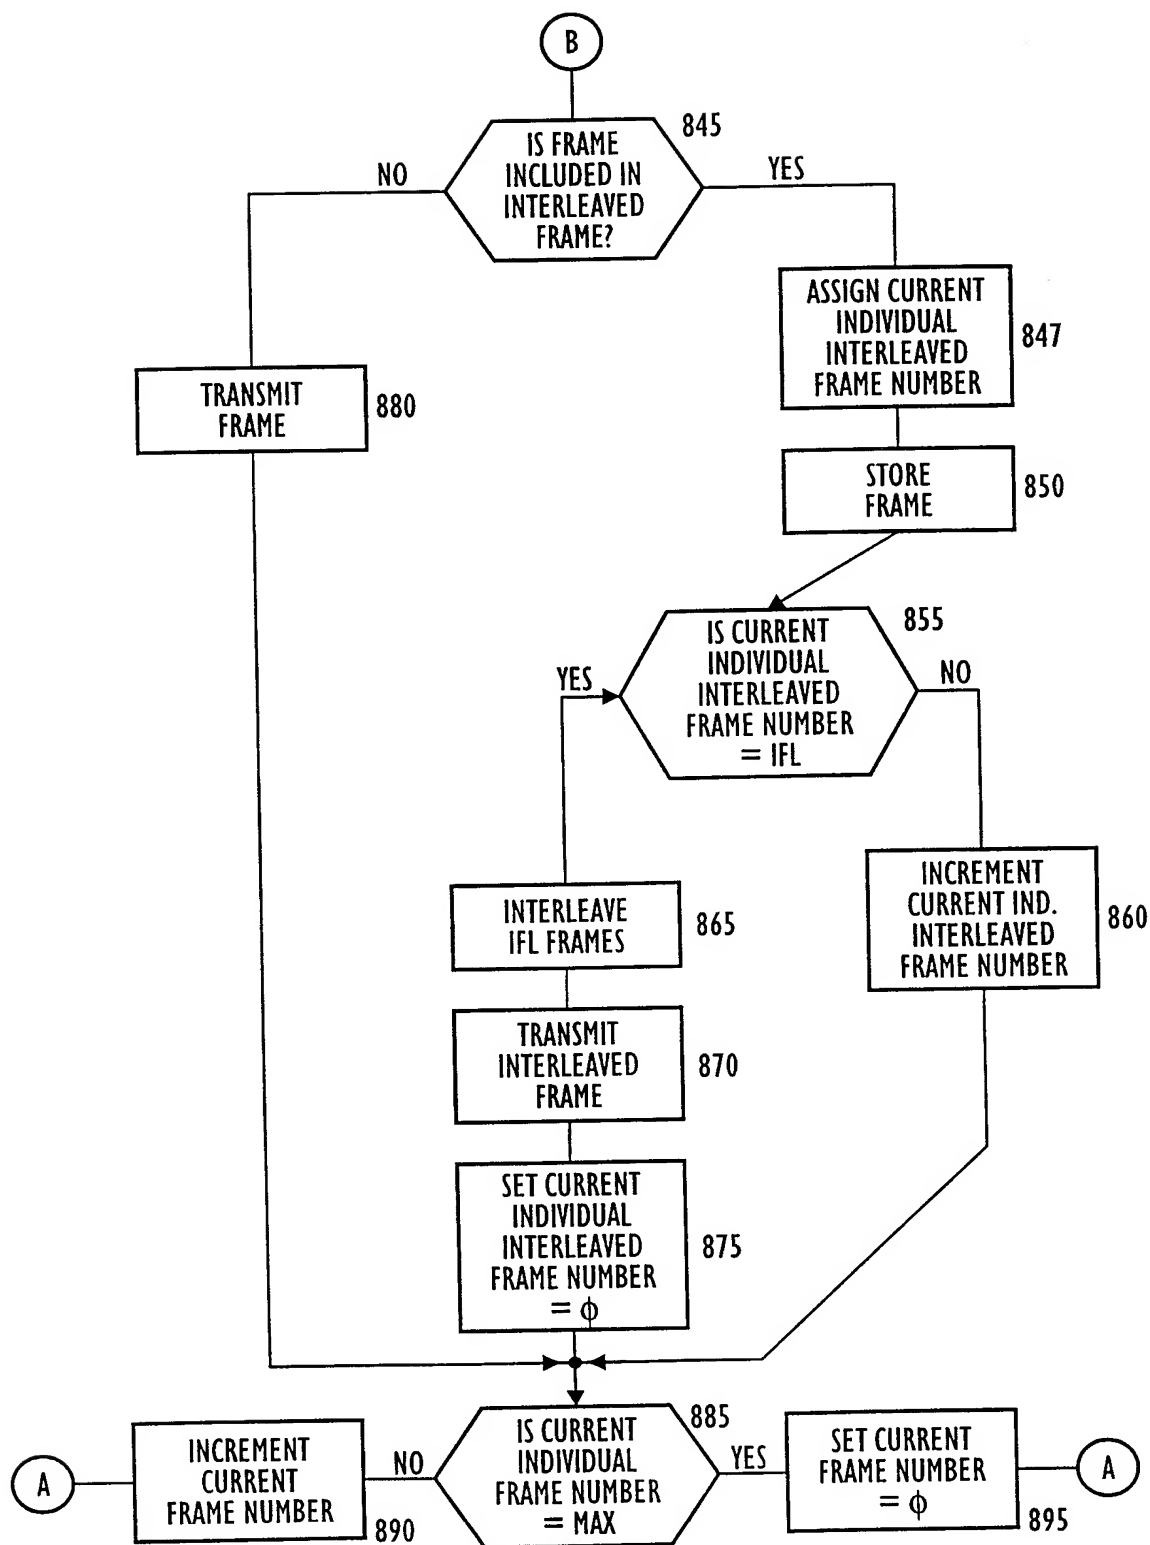 B
IS FRAME
INCLUDED IN
INTERLEAVED
FRAME?
845
NO
YES
ASSIGN CURRENT
INDIVIDUAL
INTERLEAVED
FRAME NUMBER
847
TRANSMIT
FRAME
880
STORE
FRAME
850
IS CURRENT
INDIVIDUAL
INTERLEAVED
FRAME NUMBER
= IFL
855
YES
NO
INTERLEAVE
IFL FRAMES
865
INCREMENT
CURRENT IND.
INTERLEAVED
FRAME NUMBER
860
TRANSMIT
INTERLEAVED
FRAME
870
SET CURRENT
INDIVIDUAL
INTERLEAVED
FRAME NUMBER
= ϕ
875
A
INCREMENT
CURRENT
FRAME NUMBER
890
NO
IS CURRENT
INDIVIDUAL
FRAME NUMBER
= MAX
885
YES
SET CURRENT
FRAME NUMBER
= ϕ
895
A